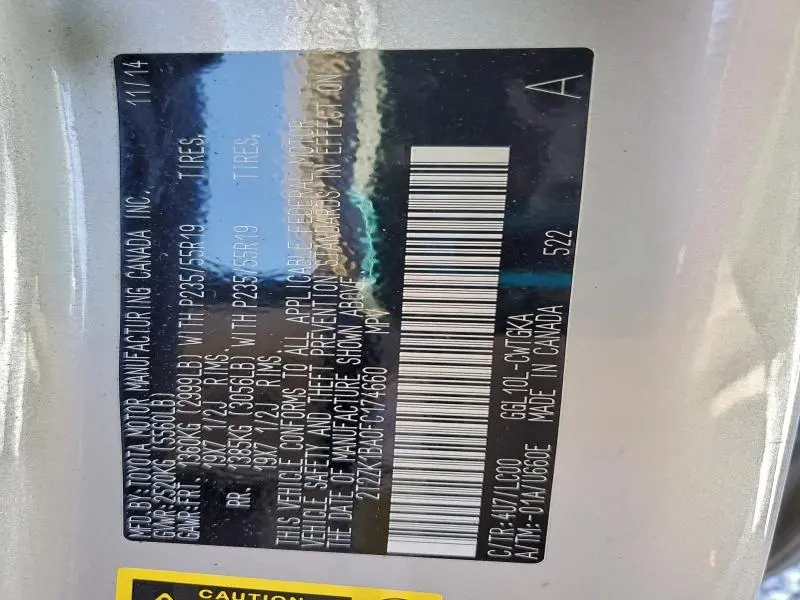 MFD.BY:TOYOTA MOTOR MANUFACTURING CANADA INC. 11/14
GVWR:2520KG (5560LB)
GAWR:FRT. 1360KG (2999LB) WITH P235/55R19 TIRES,
19X7 1/2J RIMS,
RR. 1385KG (3056LB) WITH P235/55R19 TIRES,
19X7 1/2J RIMS.
THIS VEHICLE CONFORMS TO ALL APPLICABLE FEDERAL MOTOR
VEHICLE SAFETY AND THEFT PREVENTION STANDARDS IN EFFECT ON
THE DATE OF MANUFACTURE SHOWN ABOVE.
2T2ZK1BA0FC174660 MPV
C/TR:4U7/LC00 GGL10L-CWTGKA A
A/TM:-01A/U660E MADE IN CANADA 522
CAUTION